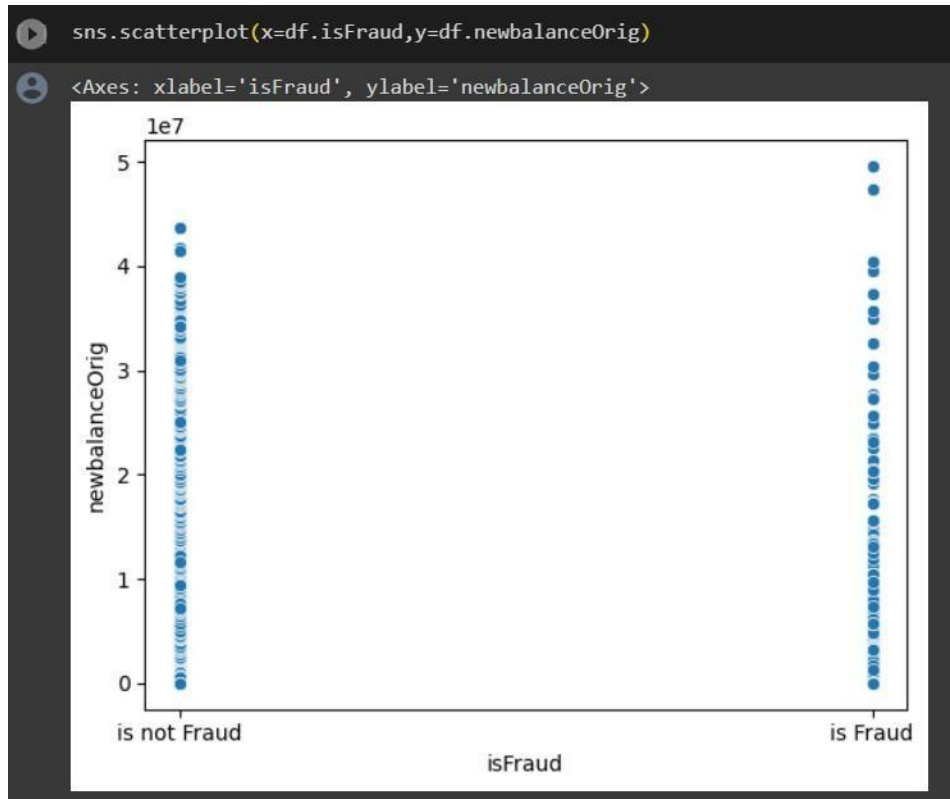 sns.scatterplot(x=df.isFraud,y=df.newbalanceOrig)
<Axes: xlabel='isFraud', ylabel='newbalanceOrig'>
1e7
5
4
3
2
1
0
newbalanceOrig
is not Fraud
is Fraud
isFraud